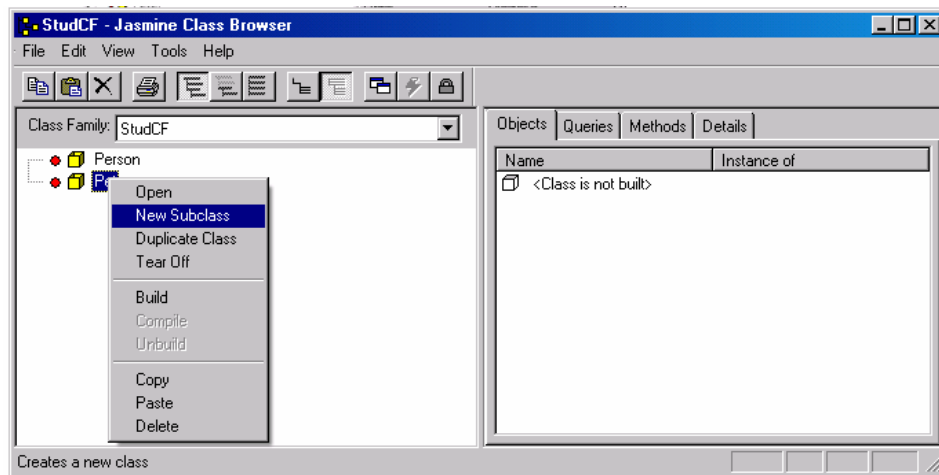 StudCF - Jasmine Class Browser
File Edit View Tools Help
Class Family: StudCF
Person
Objects Queries Methods Details
Name Instance of
<Class is not built>
Open
New Subclass
Duplicate Class
Tear Off
Build
Compile
Unbuild
Copy
Paste
Delete
Creates a new class